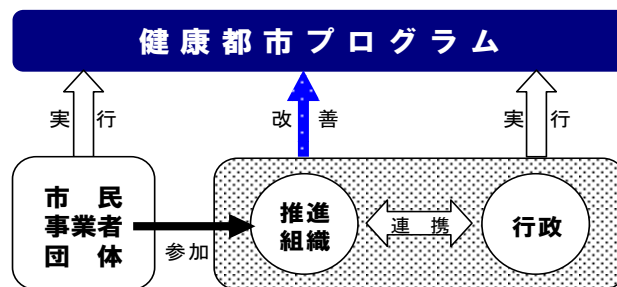 健康都市プログラム
実行
改善
実行
市民
事業者
団体
参加
推進
組織
連携
行政